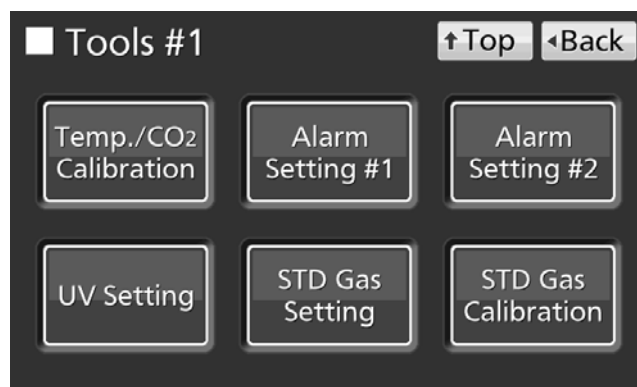 Tools #1
↑Top
◂Back
Temp./CO2
Calibration
Alarm
Setting #1
Alarm
Setting #2
UV Setting
STD Gas
Setting
STD Gas
Calibration